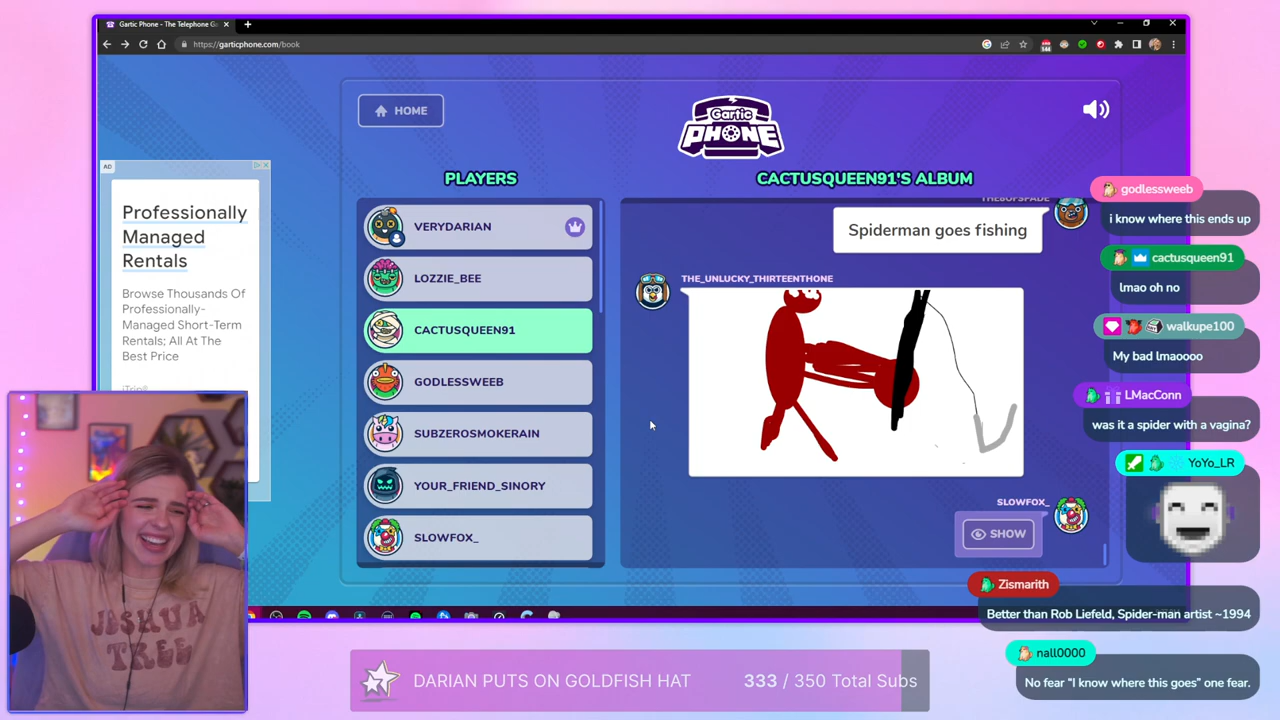 Gartic Phone - The Telephone G
https://garticphone.com/book
144
HOME
Gartic
PHONE
AD
Professionally
Managed
Rentals
Browse Thousands Of
Professionally-
Managed Short-Term
Rentals; All At The
Best Price
iTrip®
PLAYERS
VERYDARIAN
LOZZIE_BEE
CACTUSQUEEN91
GODLESSWEEB
SUBZEROSMOKERAIN
YOUR_FRIEND_SINORY
SLOWFOX_
CACTUSQUEEN91'S ALBUM
THE8OFSPADE
Spiderman goes fishing
THE_UNLUCKY_THIRTEENTHONE
SLOWFOX_
SHOW
godlessweeb
i know where this ends up
cactusqueen91
lmao oh no
walkupe100
My bad lmaoooo
LMacConn
was it a spider with a vagina?
YoYo_LR
Zismarith
Better than Rob Liefeld, Spider-man artist ~1994
nall0000
No fear “I know where this goes” one fear.
JOSHUA
TREE
DARIAN PUTS ON GOLDFISH HAT
333 / 350 Total Subs